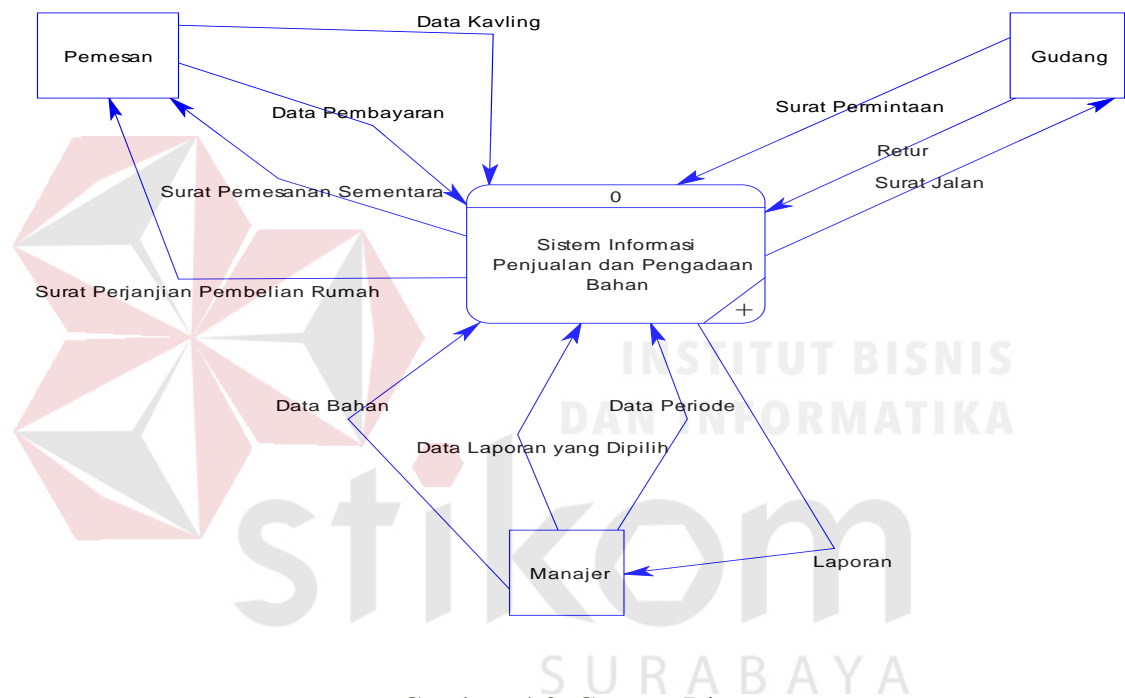 Data Kavling
Pemesan
Gudang
Data Pembayaran
Surat Permintaan
Retur
Surat Pemesanan Sementara
Surat Jalan
0
Sistem Informasi
Penjualan dan Pengadaan
Bahan
+
Surat Perjanjian Pembelian Rumah
INSTITUT BISNIS
DAN INFORMATIKA
Data Bahan
Data Periode
Data Laporan yang Dipilih
stikom
Manajer
Laporan
SURABAYA